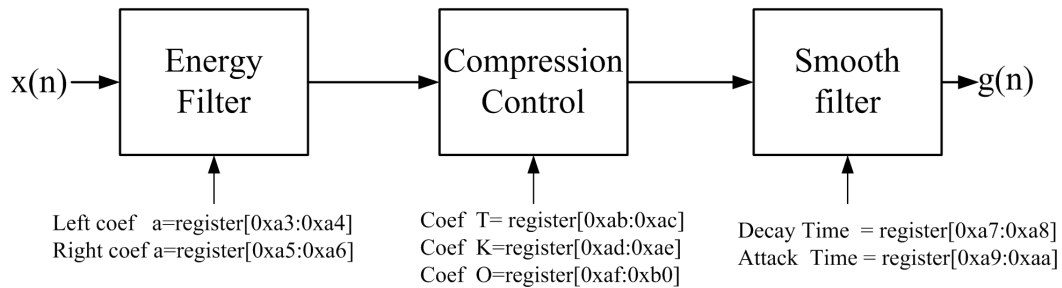 x(n)
Energy
Filter
Compression
Control
Smooth
filter
g(n)
Left coef a=register[0xa3:0xa4]
Right coef a=register[0xa5:0xa6]
Coef T= register[0xab:0xac]
Coef K=register[0xad:0xae]
Coef O=register[0xaf:0xb0]
Decay Time = register[0xa7:0xa8]
Attack Time = register[0xa9:0xaa]